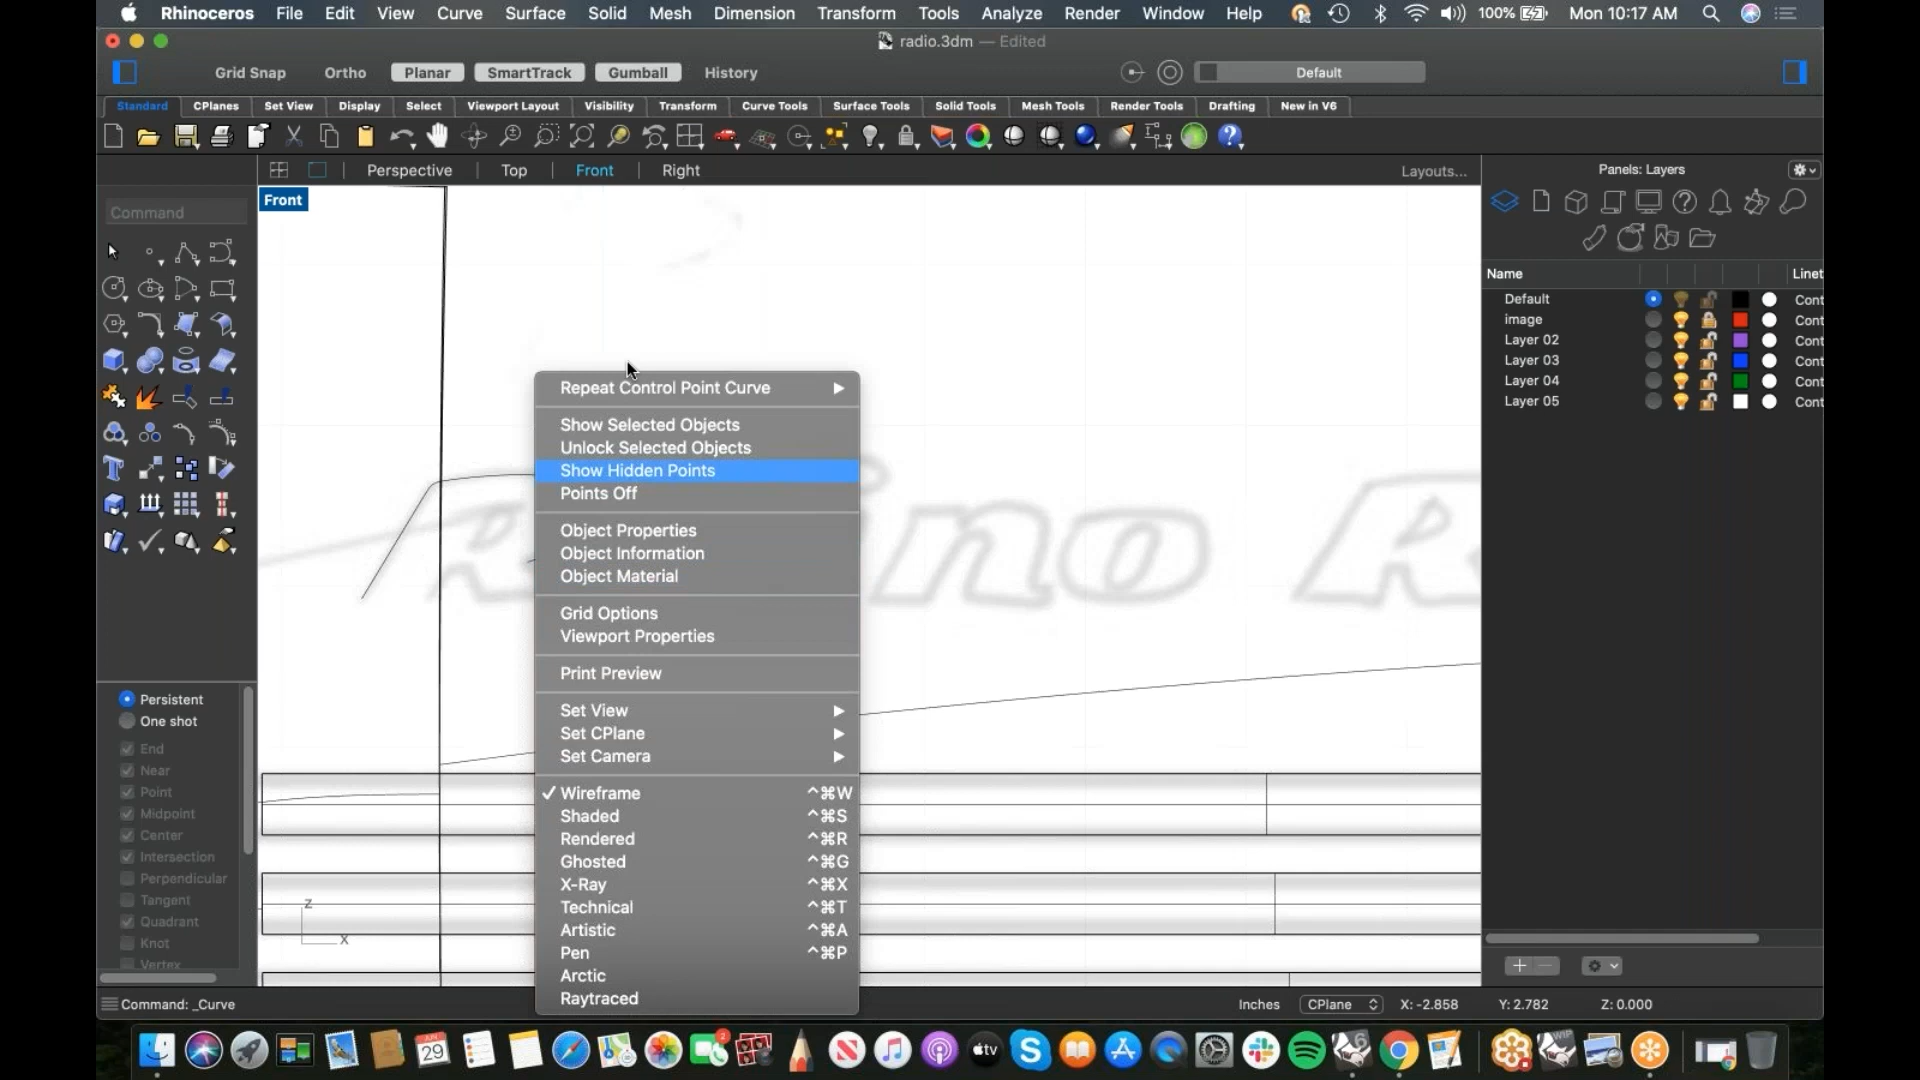 Rhinoceros File Edit View Curve Surface Solid Mesh Dimension Transform Tools Analyze Render Window Help 100% Mon 10:17 AM
radio.3dm — Edited
Grid Snap Ortho Planar SmartTrack Gumball History Default
Standard CPlanes Set View Display Select Viewport Layout Visibility Transform Curve Tools Surface Tools Solid Tools Mesh Tools Render Tools Drafting New in V6
Perspective Top Front Right Layouts...
Panels: Layers
Front
Command
Name Linet
Default Cont
image Cont
Layer 02 Cont
Layer 03 Cont
Layer 04 Cont
Layer 05 Cont
Repeat Control Point Curve
Show Selected Objects
Unlock Selected Objects
Show Hidden Points
Points Off
Object Properties
Object Information
Object Material
Grid Options
Viewport Properties
Print Preview
Set View
Set CPlane
Set Camera
✓ Wireframe ^⌘W
Shaded ^⌘S
Rendered ^⌘R
Ghosted ^⌘G
X-Ray ^⌘X
Technical ^⌘T
Artistic ^⌘A
Pen ^⌘P
Arctic
Raytraced
Persistent
One shot
End
Near
Point
Midpoint
Center
Intersection
Perpendicular
Tangent
Quadrant
Knot
Vertex
z
x
Command: _Curve
Inches CPlane X: -2.858 Y: 2.782 Z: 0.000
JUN
29
2
tv
6
WIP